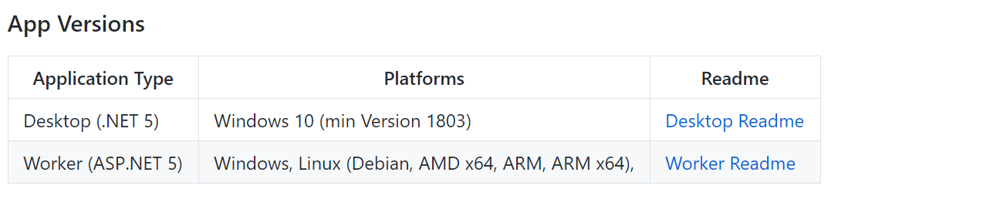 App Versions
Application Type Platforms Readme
Desktop (.NET 5) Windows 10 (min Version 1803) Desktop Readme
Worker (ASP.NET 5) Windows, Linux (Debian, AMD x64, ARM, ARM x64), Worker Readme